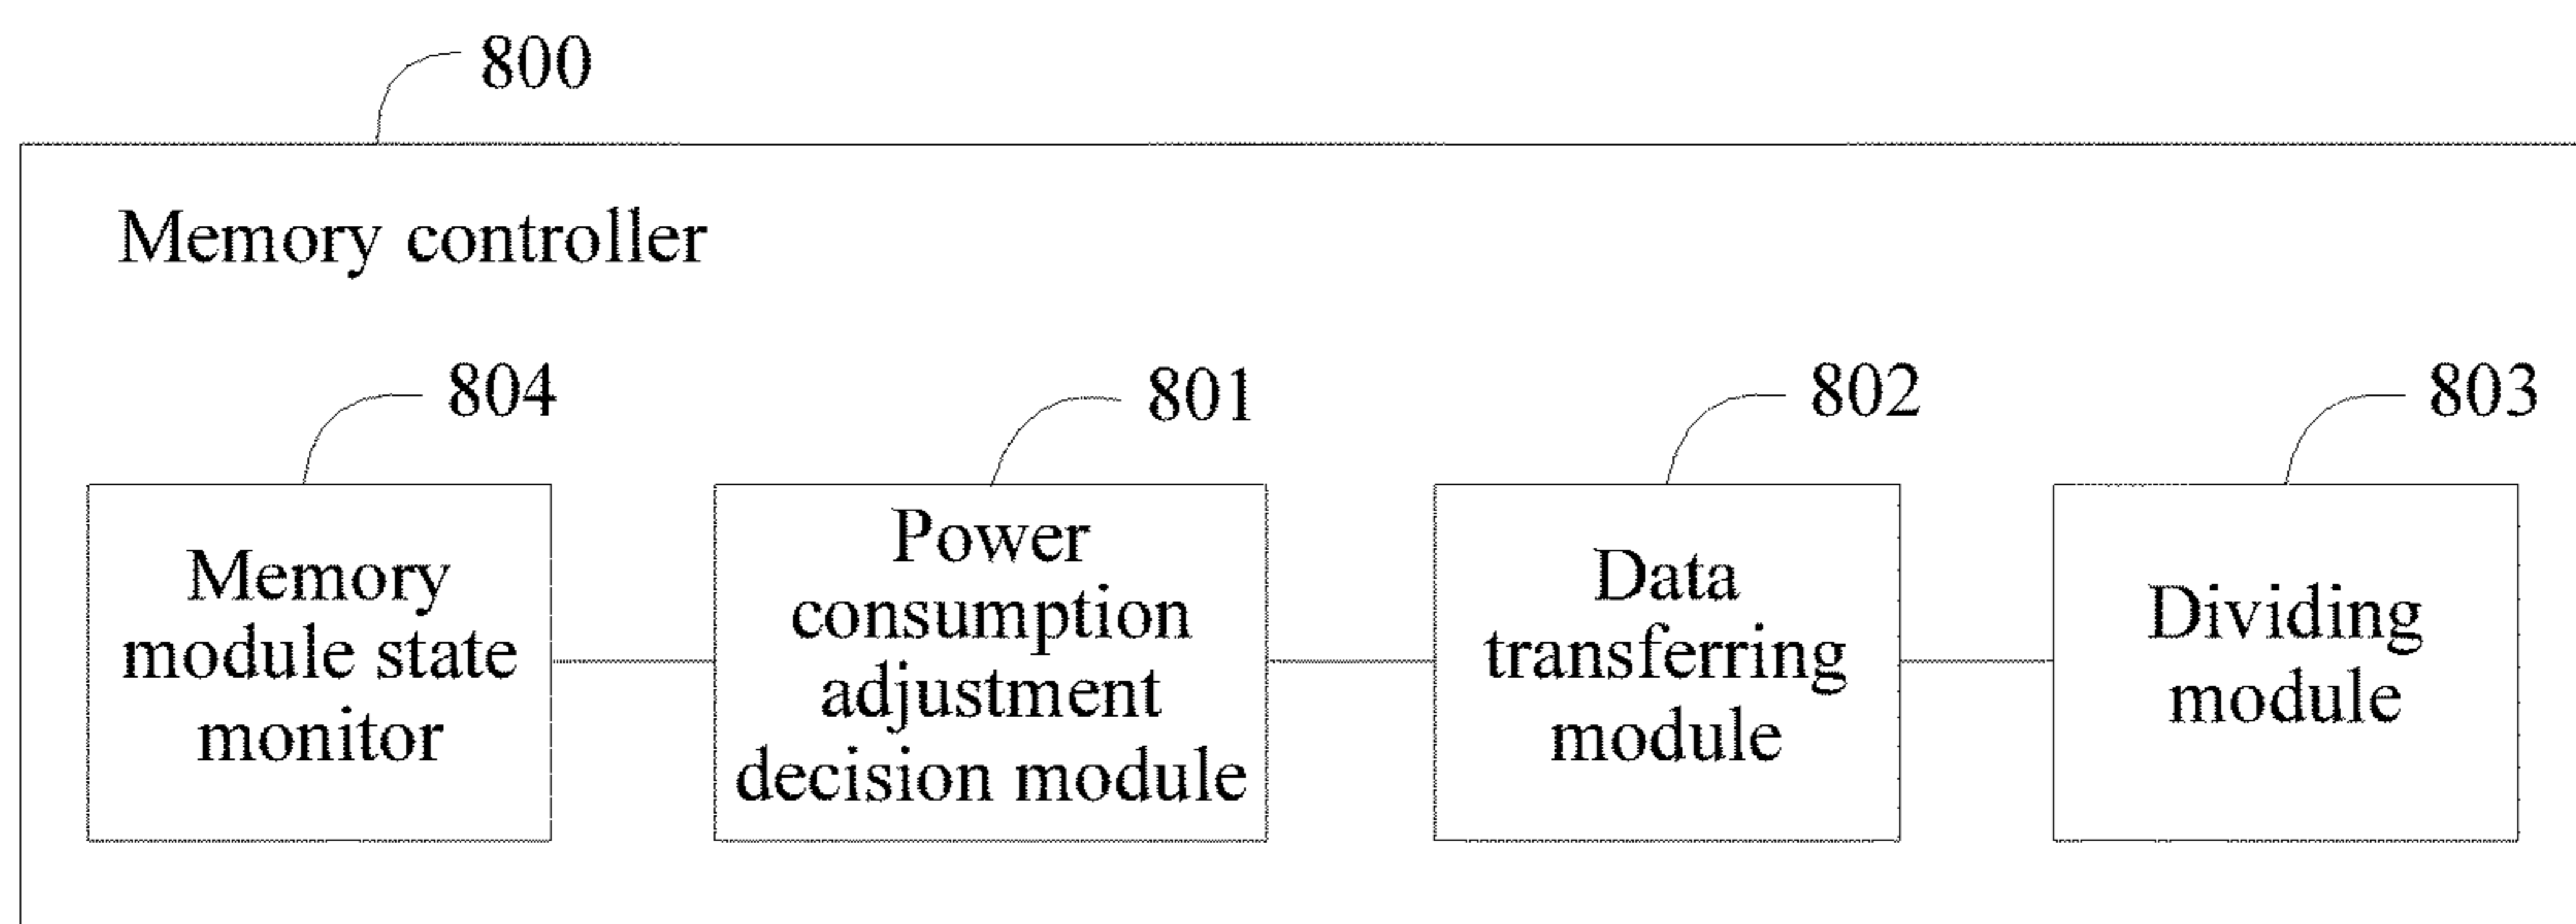 800
Memory controller
804
801
802
803
Memory
module state
monitor
Power
consumption
adjustment
decision module
Data
transferring
module
Dividing
module